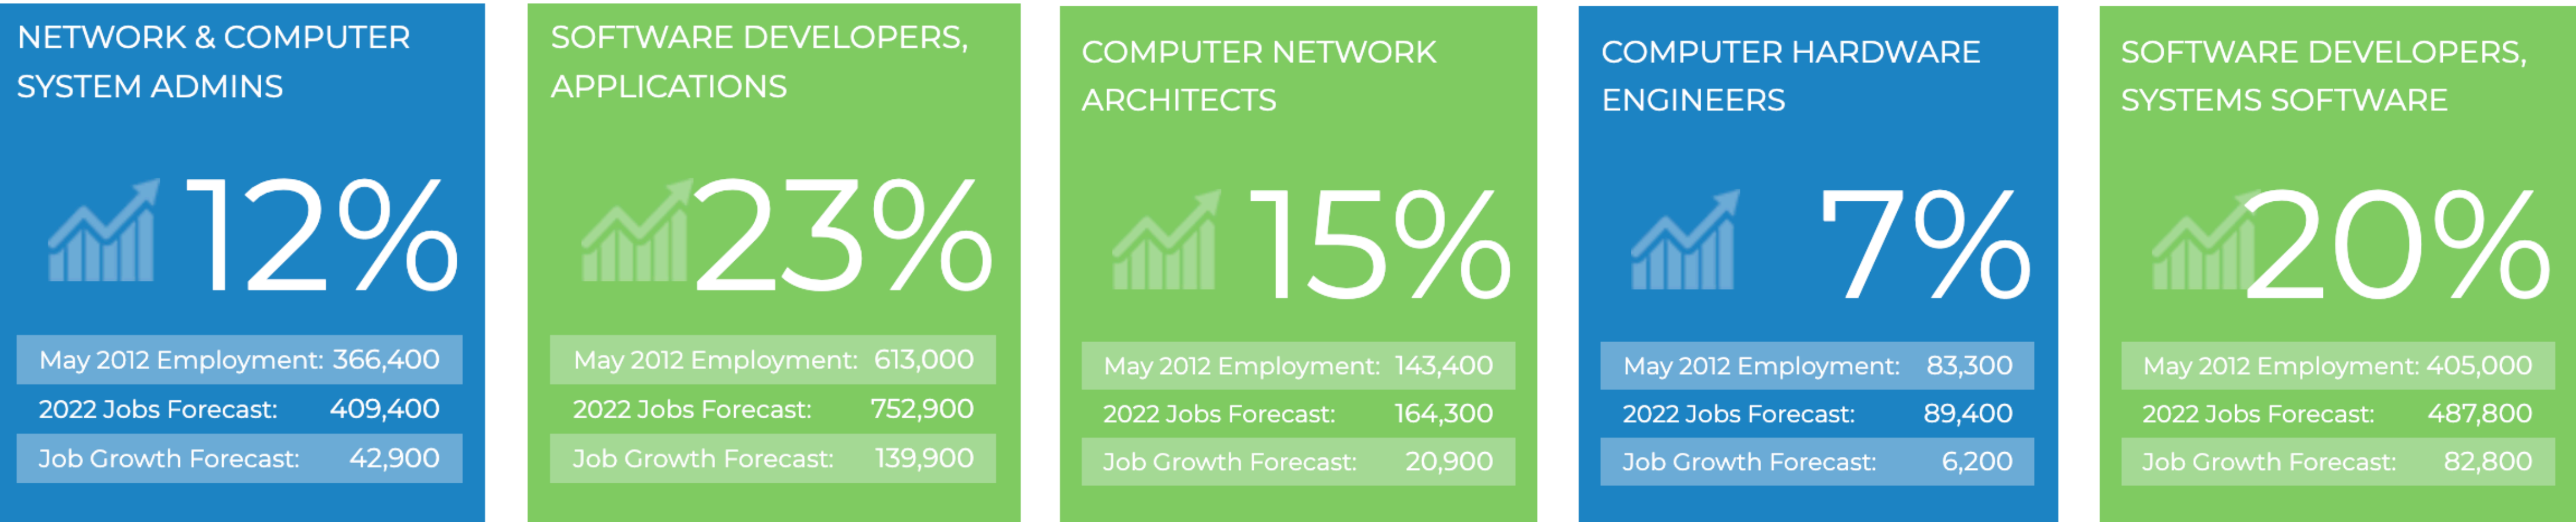 NETWORK & COMPUTER
SYSTEM ADMINS
12%
May 2012 Employment: 366,400
2022 Jobs Forecast: 409,400
Job Growth Forecast: 42,900
SOFTWARE DEVELOPERS,
APPLICATIONS
23%
May 2012 Employment: 613,000
2022 Jobs Forecast: 752,900
Job Growth Forecast: 139,900
COMPUTER NETWORK
ARCHITECTS
15%
May 2012 Employment: 143,400
2022 Jobs Forecast: 164,300
Job Growth Forecast: 20,900
COMPUTER HARDWARE
ENGINEERS
7%
May 2012 Employment: 83,300
2022 Jobs Forecast: 89,400
Job Growth Forecast: 6,200
SOFTWARE DEVELOPERS,
SYSTEMS SOFTWARE
20%
May 2012 Employment: 405,000
2022 Jobs Forecast: 487,800
Job Growth Forecast: 82,800